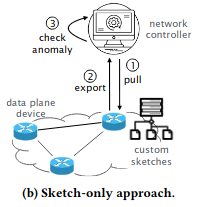 ③
check
anomaly
network
controller
②
export
①
pull
data plane
device
custom
sketches
(b) Sketch-only approach.